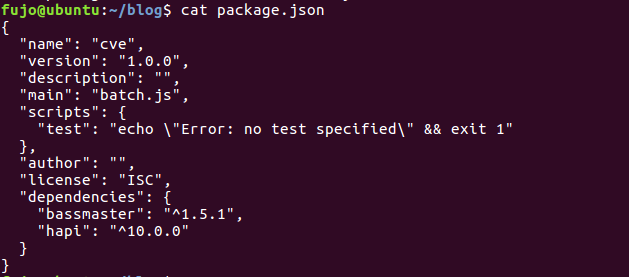 fujo@ubuntu:~/blog$ cat package.json
{
  "name": "cve",
  "version": "1.0.0",
  "description": "",
  "main": "batch.js",
  "scripts": {
    "test": "echo \"Error: no test specified\" && exit 1"
  },
  "author": "",
  "license": "ISC",
  "dependencies": {
    "bassmaster": "^1.5.1",
    "hapi": "^10.0.0"
  }
}